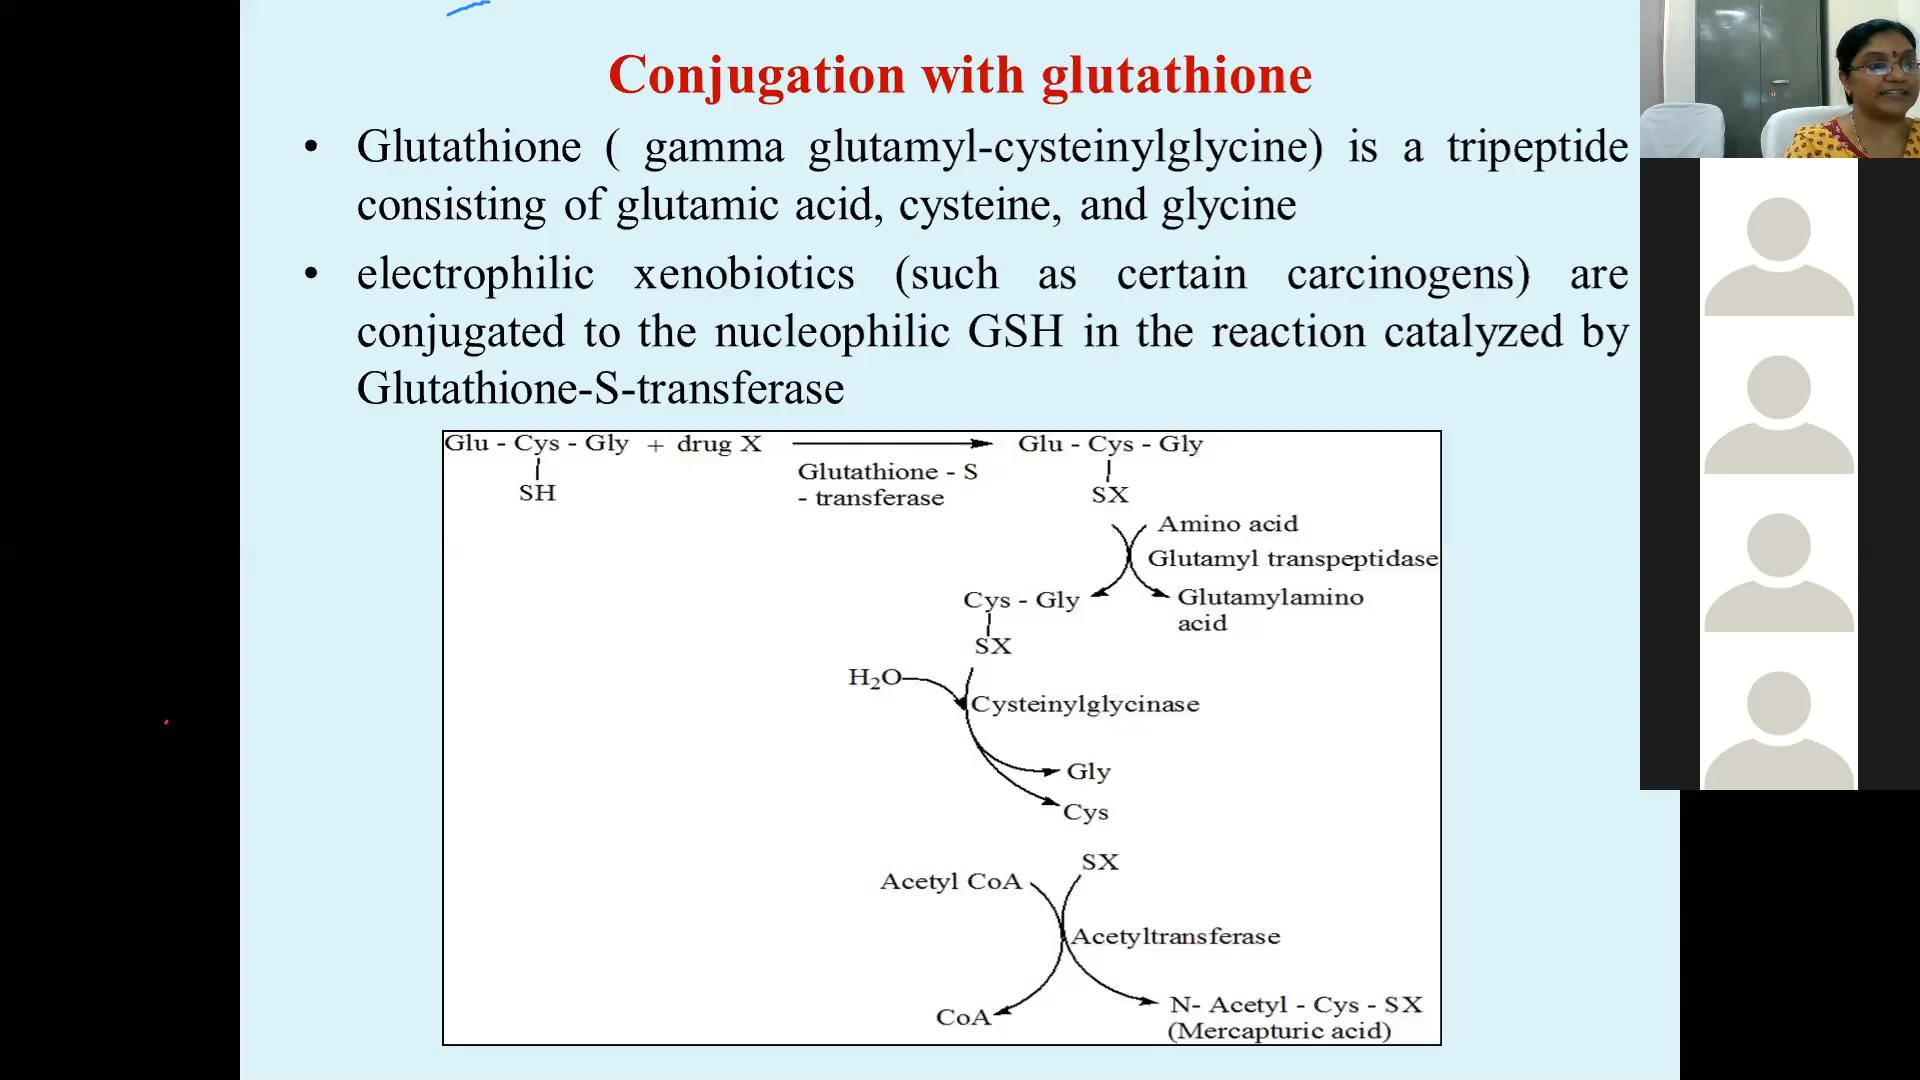 Conjugation with glutathione
• Glutathione ( gamma glutamyl-cysteinylglycine) is a tripeptide
consisting of glutamic acid, cysteine, and glycine
• electrophilic xenobiotics (such as certain carcinogens) are
conjugated to the nucleophilic GSH in the reaction catalyzed by
Glutathione-S-transferase
Glu - Cys - Gly + drug X
SH
Glutathione - S
- transferase
Glu - Cys - Gly
SX
Amino acid
Glutamyl transpeptidase
Glutamylamino
acid
Cys - Gly
SX
H₂O
Cysteinylglycinase
Gly
Cys
SX
Acetyl CoA
Acetyltransferase
CoA
N- Acetyl - Cys - SX
(Mercapturic acid)